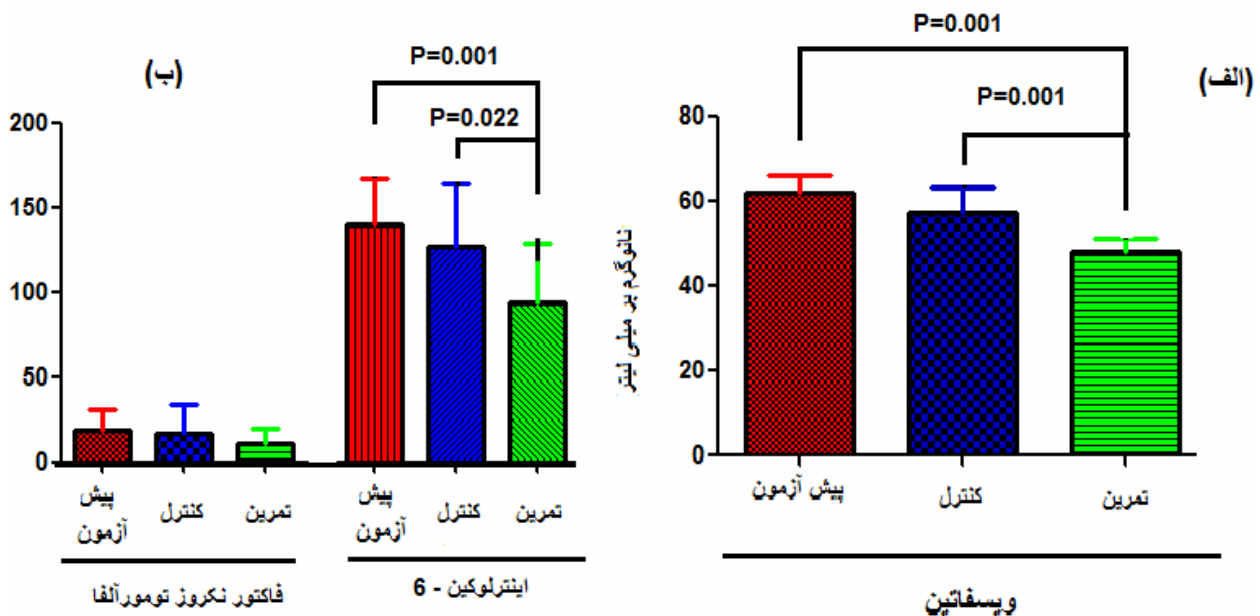 (الف)
P=0.001
P=0.001
80
60
40
20
0
نانوگرم بر میلی لیتر
پیش آزمون
کنترل
تمرین
ویسفاتین
(ب)
P=0.001
P=0.022
200
150
100
50
0
پیش
آزمون
کنترل
تمرین
پیش
آزمون
کنترل
تمرین
فاکتور نکروز تومورآلفا
اینترلوکین - 6